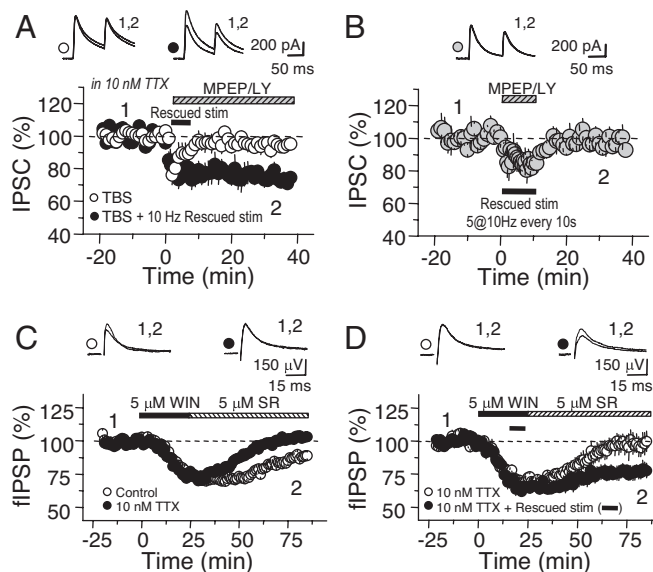 A
1,2
1,2
200 pA
50 ms
in 10 nM TTX
MPEP/LY
Rescued stim
1
2
IPSC (%)
120
100
80
60
40
TBS
TBS + 10 Hz Rescued stim
-20 0 20 40
Time (min)
B
1,2
200 pA
50 ms
MPEP/LY
1
2
IPSC (%)
120
100
80
60
40
Rescued stim
5@10Hz every 10s
-20 0 20 40
Time (min)
C
1,2
1,2
150 µV
15 ms
5 µM WIN 5 µM SR
1
2
fIPSP (%)
125
100
75
50
Control
10 nM TTX
-25 0 25 50 75
Time (min)
D
1,2
1,2
150 µV
15 ms
5 µM WIN 5 µM SR
1
2
fIPSP (%)
125
100
75
50
10 nM TTX
10 nM TTX + Rescued stim ( )
-25 0 25 50 75
Time (min)